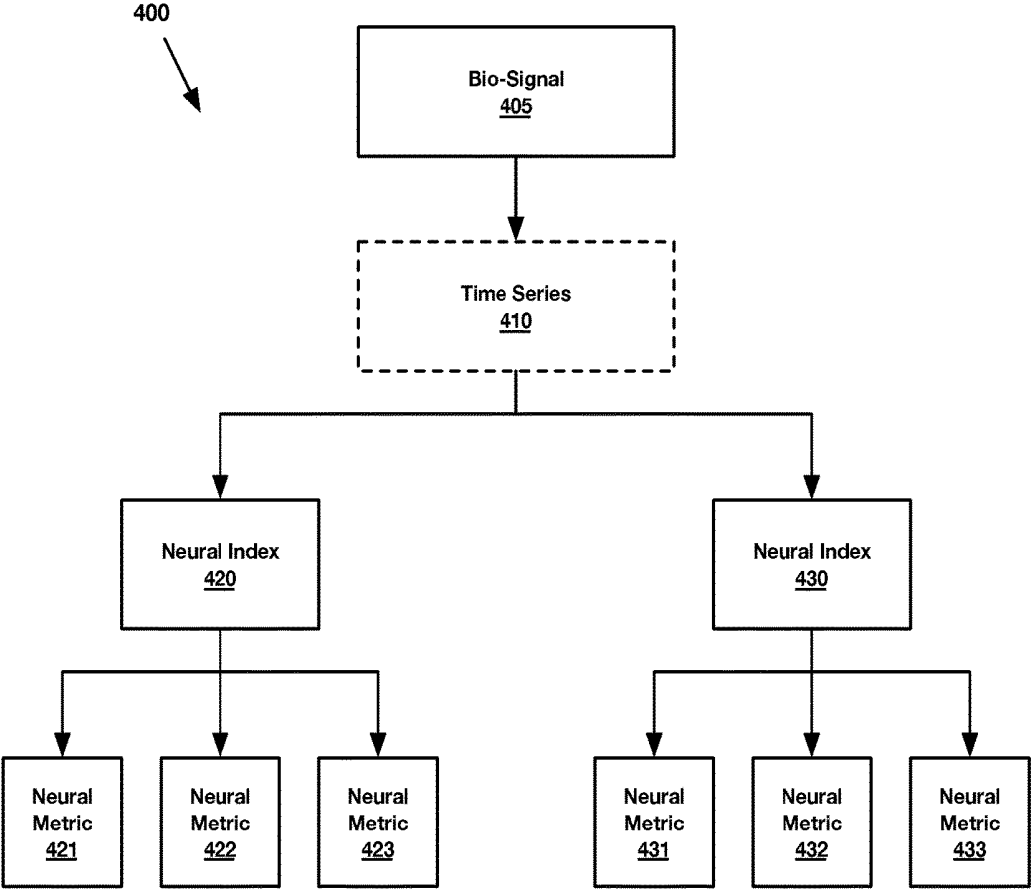 400
Bio-Signal
405
Time Series
410
Neural Index
420
Neural Index
430
Neural
Metric
421
Neural
Metric
422
Neural
Metric
423
Neural
Metric
431
Neural
Metric
432
Neural
Metric
433